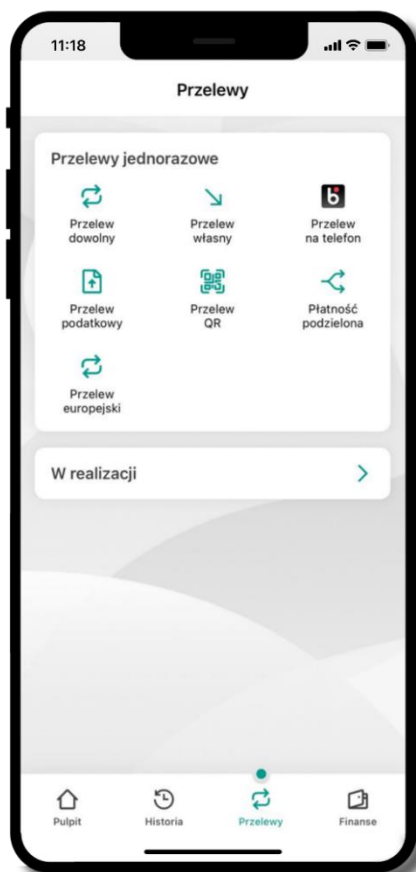 11:18
Przelewy
Przelewy jednorazowe
Przelew
dowolny
Przelew
własny
Przelew
na telefon
Przelew
podatkowy
Przelew
QR
Płatność
podzielona
Przelew
europejski
W realizacji
Pulpit
Historia
Przelewy
Finanse